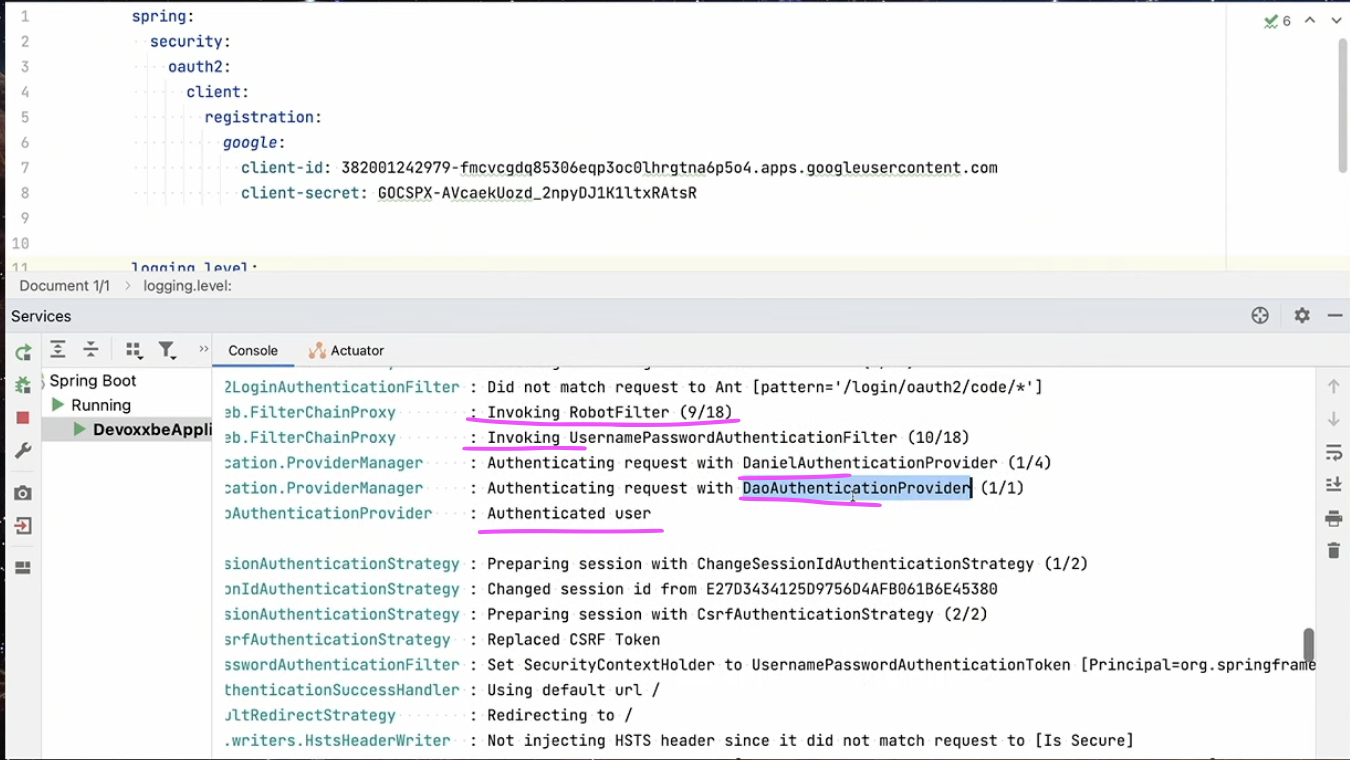 1 spring:
2 security:
3 oauth2:
4 client:
5 registration:
6 google:
7 client-id: 382001242979-fmcvcgdq85306eqp3oc0lhrgtna6p5o4.apps.googleusercontent.com
8 client-secret: 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
9
10
11 logging.level:
6
Document 1/1 > logging.level:
Services
Console Actuator
Spring Boot
Running
DevoxxbeAppli
2LoginAuthenticationFilter : Did not match request to Ant [pattern='/login/oauth2/code/*']
eb.FilterChainProxy : Invoking RobotFilter (9/18)
eb.FilterChainProxy : Invoking UsernamePasswordAuthenticationFilter (10/18)
cation.ProviderManager : Authenticating request with DanielAuthenticationProvider (1/4)
cation.ProviderManager : Authenticating request with DaoAuthenticationProvider (1/1)
oAuthenticationProvider : Authenticated user
sionAuthenticationStrategy : Preparing session with ChangeSessionIdAuthenticationStrategy (1/2)
onIdAuthenticationStrategy : Changed session id from E27D3434125D9756D4AFB061B6E45380
sionAuthenticationStrategy : Preparing session with CsrfAuthenticationStrategy (2/2)
srfAuthenticationStrategy : Replaced CSRF Token
sswordAuthenticationFilter : Set SecurityContextHolder to UsernamePasswordAuthenticationToken [Principal=org.springframe
thenticationSuccessHandler : Using default url /
ultRedirectStrategy : Redirecting to /
.writers.HstsHeaderWriter : Not injecting HSTS header since it did not match request to [Is Secure]